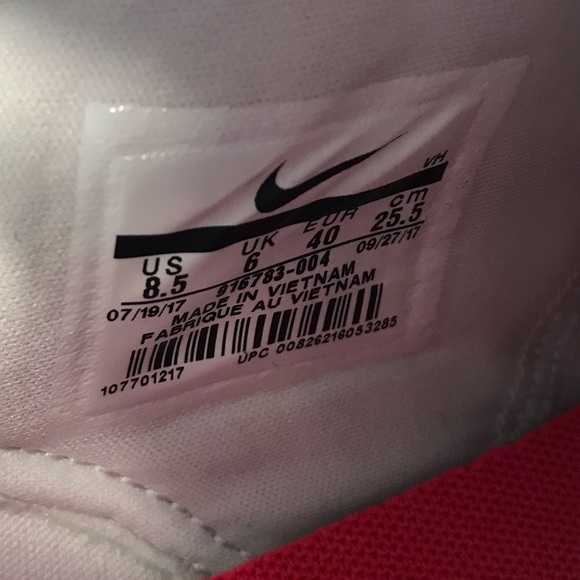 VH
US UK EUR cm
8.5 6 40 25.5
07/19/17 916783-004 09/27/17
MADE IN VIETNAM
FABRIQUE AU VIETNAM
107701217 UPC 00826216053285